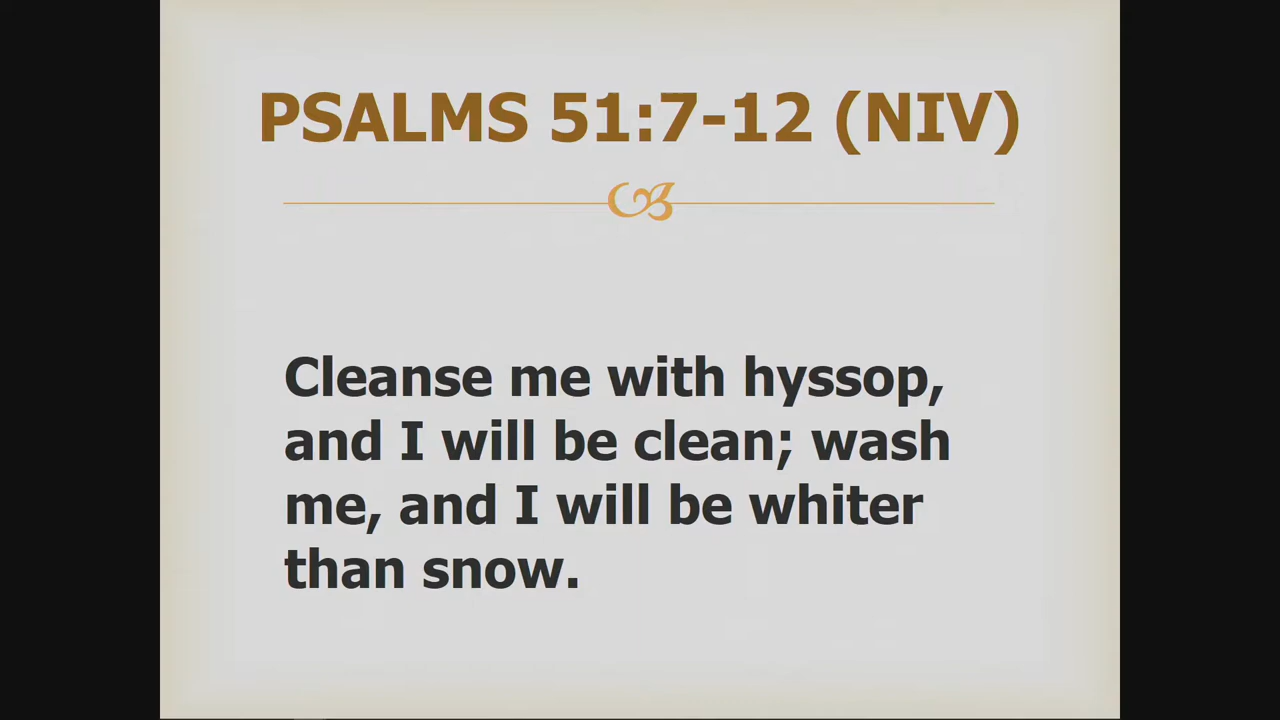 PSALMS 51:7-12 (NIV)
Cleanse me with hyssop,
and I will be clean; wash
me, and I will be whiter
than snow.